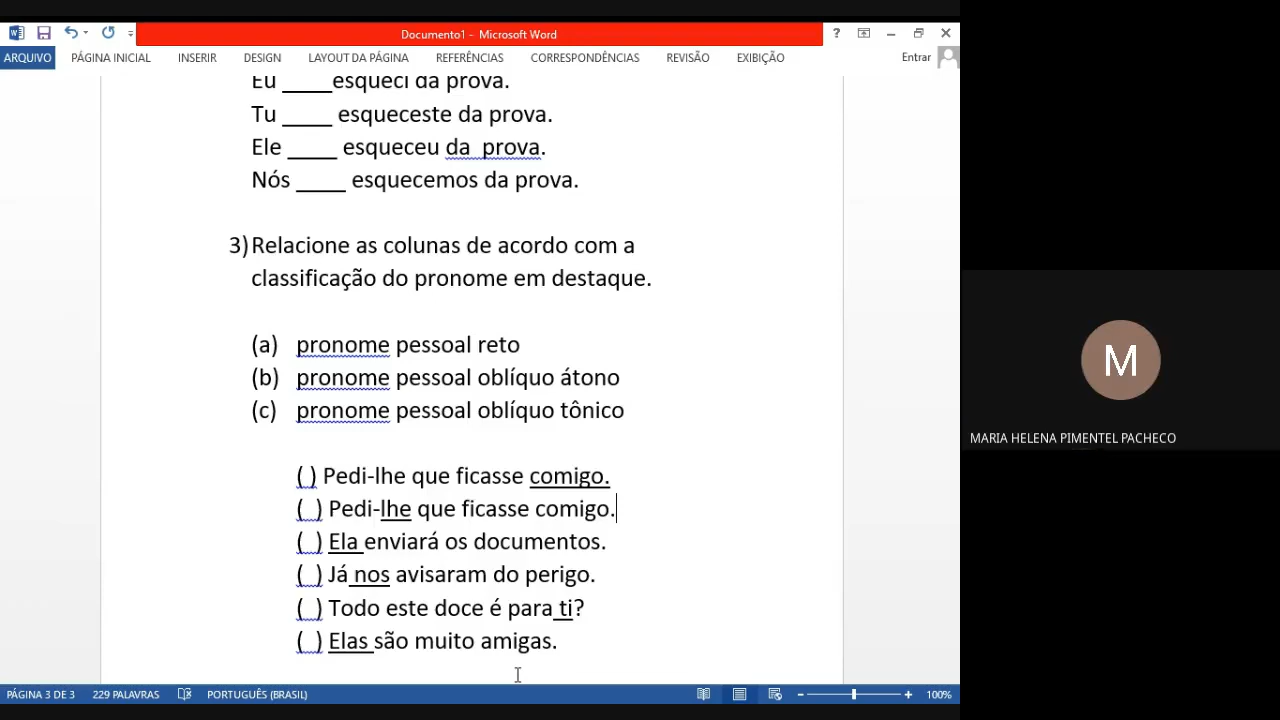 Documento1 - Microsoft Word
?
ARQUIVO PÁGINA INICIAL INSERIR DESIGN LAYOUT DA PÁGINA REFERÊNCIAS CORRESPONDÊNCIAS REVISÃO EXIBIÇÃO Entrar
Eu ____esqueci da prova.
Tu ____ esqueceste da prova.
Ele ____ esqueceu da  prova.
Nós ____ esquecemos da prova.
3) Relacione as colunas de acordo com a
classificação do pronome em destaque.
(a) pronome pessoal reto
(b) pronome pessoal oblíquo átono
(c) pronome pessoal oblíquo tônico
( ) Pedi-lhe que ficasse comigo.
( ) Pedi-lhe que ficasse comigo.
( ) Ela enviará os documentos.
( ) Já nos avisaram do perigo.
( ) Todo este doce é para ti?
( ) Elas são muito amigas.
M
MARIA HELENA PIMENTEL PACHECO
PÁGINA 3 DE 3 229 PALAVRAS PORTUGUÊS (BRASIL) 100%